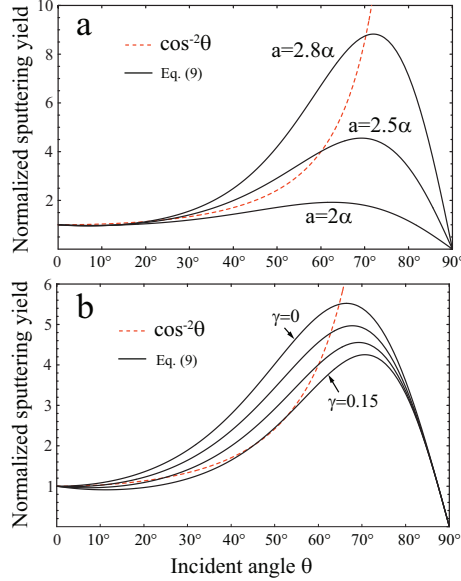 a
cos⁻²θ
Eq. (9)
a=2.8α
a=2.5α
a=2α
Normalized sputtering yield
10
8
6
4
2
10° 20° 30° 40° 50° 60° 70° 80° 90°
b
cos⁻²θ
Eq. (9)
γ=0
γ=0.15
Normalized sputtering yield
6
5
4
3
2
1
0 10° 20° 30° 40° 50° 60° 70° 80° 90°
Incident angle θ